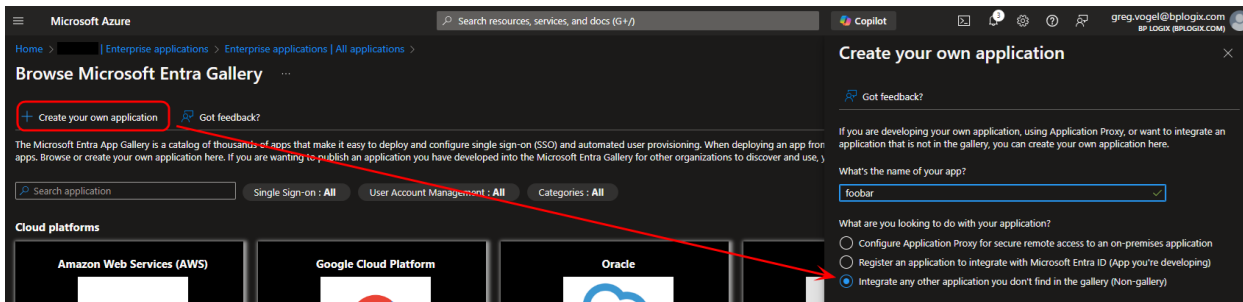 Microsoft Azure
Search resources, services, and docs (G+/)
Copilot
3
greg.vogel@bplogix.com
BP LOGIX (BPLOGIX.COM)
Home > | Enterprise applications > Enterprise applications | All applications >
Browse Microsoft Entra Gallery ...
+ Create your own application
Got feedback?
The Microsoft Entra App Gallery is a catalog of thousands of apps that make it easy to deploy and configure single sign-on (SSO) and automated user provisioning. When deploying an app from
apps. Browse or create your own application here. If you are wanting to publish an application you have developed into the Microsoft Entra Gallery for other organizations to discover and use,
Search application
Single Sign-on : All
User Account Management : All
Categories : All
Cloud platforms
Amazon Web Services (AWS)
Google Cloud Platform
Oracle
Create your own application
Got feedback?
If you are developing your own application, using Application Proxy, or want to integrate an
application that is not in the gallery, you can create your own application here.
What's the name of your app?
foobar
What are you looking to do with your application?
Configure Application Proxy for secure remote access to an on-premises application
Register an application to integrate with Microsoft Entra ID (App you're developing)
Integrate any other application you don't find in the gallery (Non-gallery)